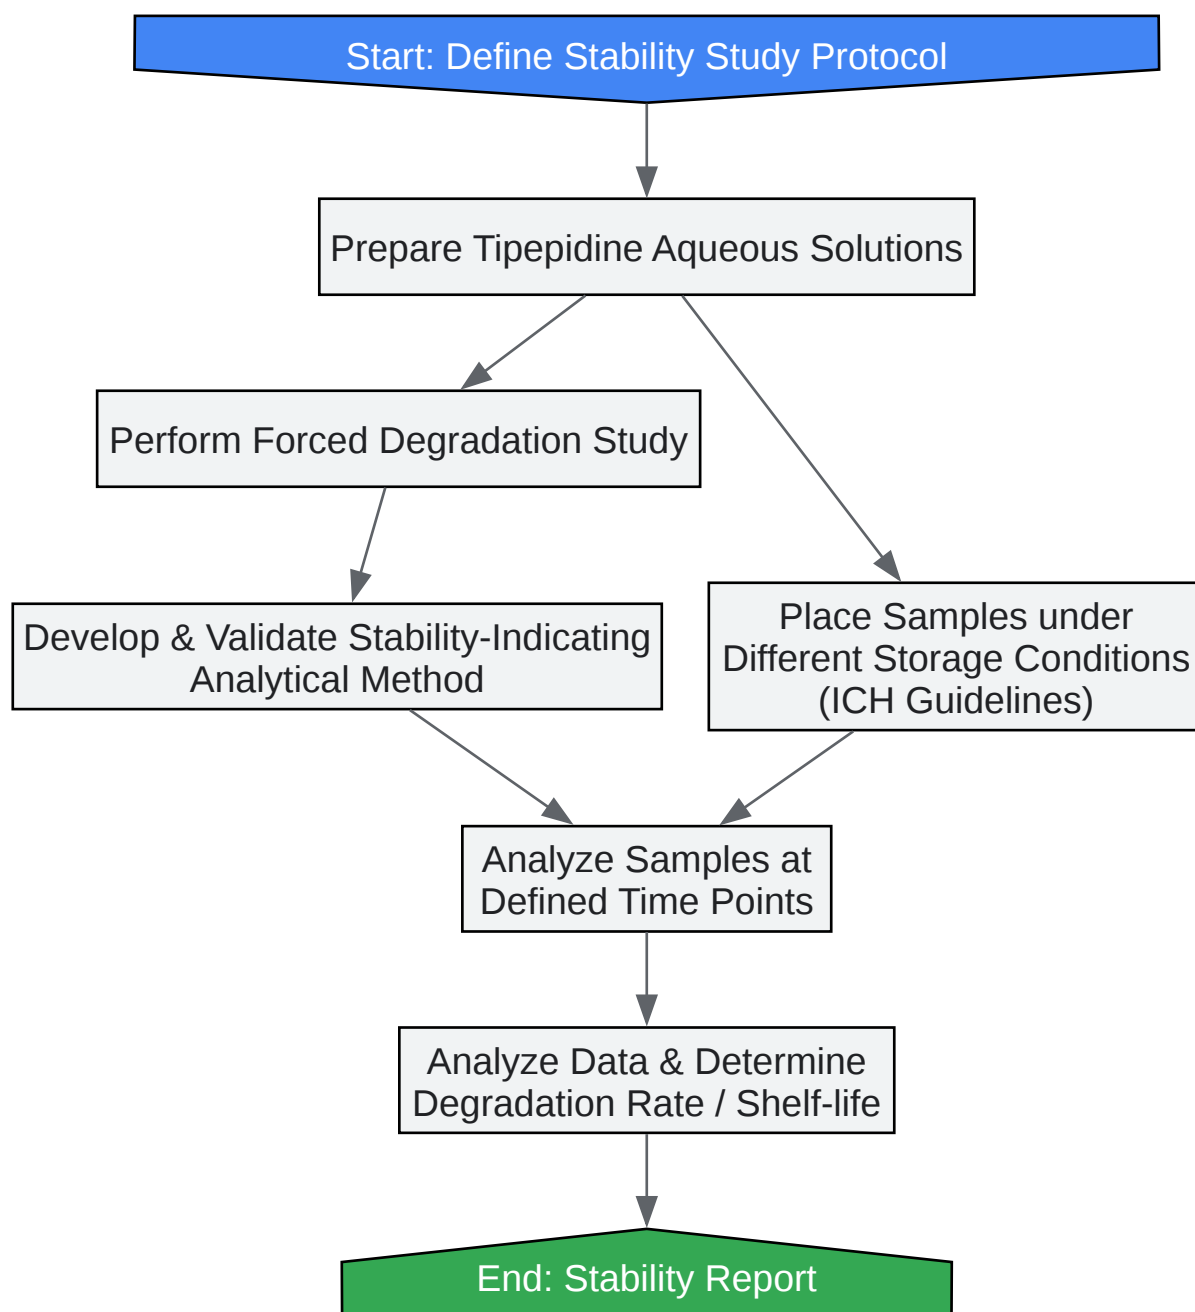 Start: Define Stability Study Protocol
Prepare Tipepidine Aqueous Solutions
Perform Forced Degradation Study
Develop & Validate Stability-Indicating
Analytical Method
Place Samples under
Different Storage Conditions
(ICH Guidelines)
Analyze Samples at
Defined Time Points
Analyze Data & Determine
Degradation Rate / Shelf-life
End: Stability Report